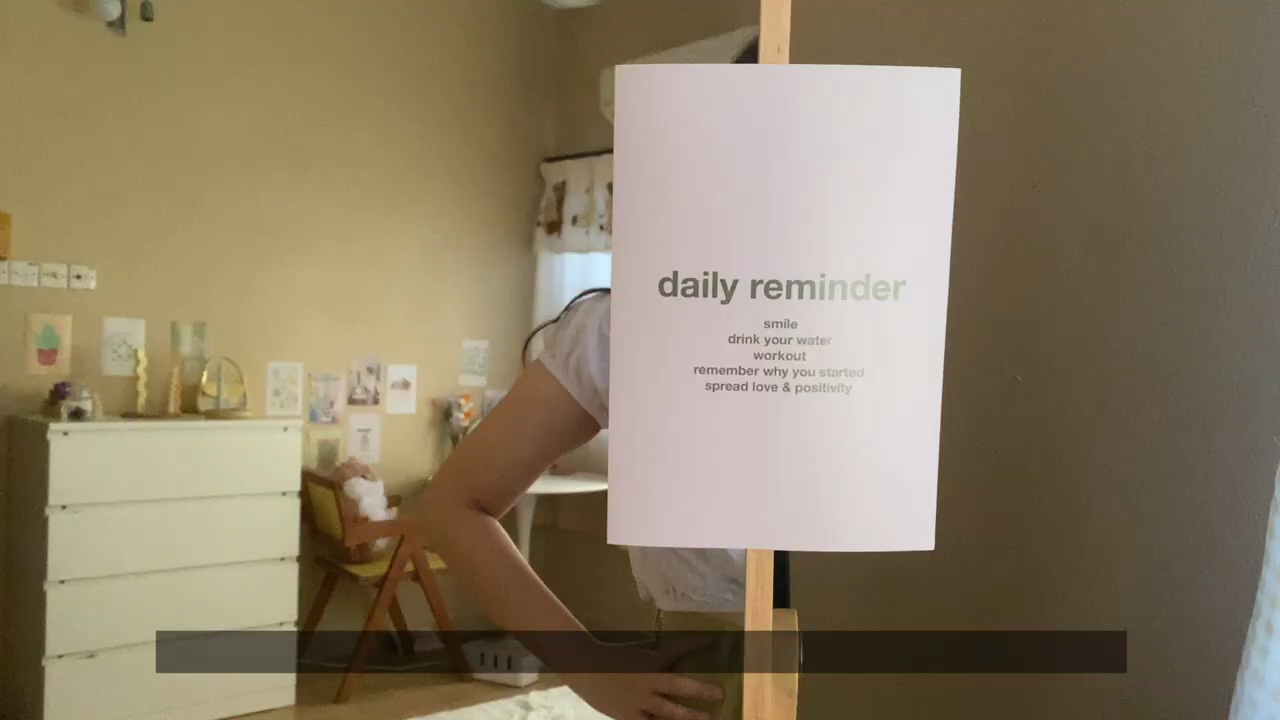 daily reminder
smile
drink your water
workout
remember why you started
spread love & positivity